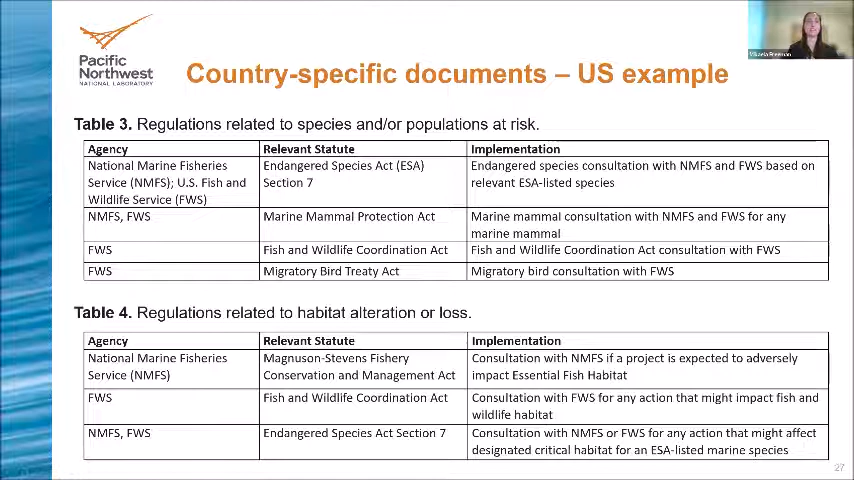 Pacific
Northwest
NATIONAL LABORATORY
Mikaela Freeman
Country-specific documents – US example
Table 3. Regulations related to species and/or populations at risk.
Agency Relevant Statute Implementation
National Marine Fisheries Service (NMFS); U.S. Fish and Wildlife Service (FWS) Endangered Species Act (ESA) Section 7 Endangered species consultation with NMFS and FWS based on relevant ESA-listed species
NMFS, FWS Marine Mammal Protection Act Marine mammal consultation with NMFS and FWS for any marine mammal
FWS Fish and Wildlife Coordination Act Fish and Wildlife Coordination Act consultation with FWS
FWS Migratory Bird Treaty Act Migratory bird consultation with FWS
Table 4. Regulations related to habitat alteration or loss.
Agency Relevant Statute Implementation
National Marine Fisheries Service (NMFS) Magnuson-Stevens Fishery Conservation and Management Act Consultation with NMFS if a project is expected to adversely impact Essential Fish Habitat
FWS Fish and Wildlife Coordination Act Consultation with FWS for any action that might impact fish and wildlife habitat
NMFS, FWS Endangered Species Act Section 7 Consultation with NMFS or FWS for any action that might affect designated critical habitat for an ESA-listed marine species
27